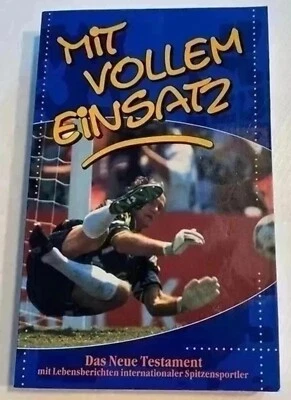 MiT
VOLLEM
EiNSATZ
Das Neue Testament
mit Lebensberichten internationaler Spitzensportler